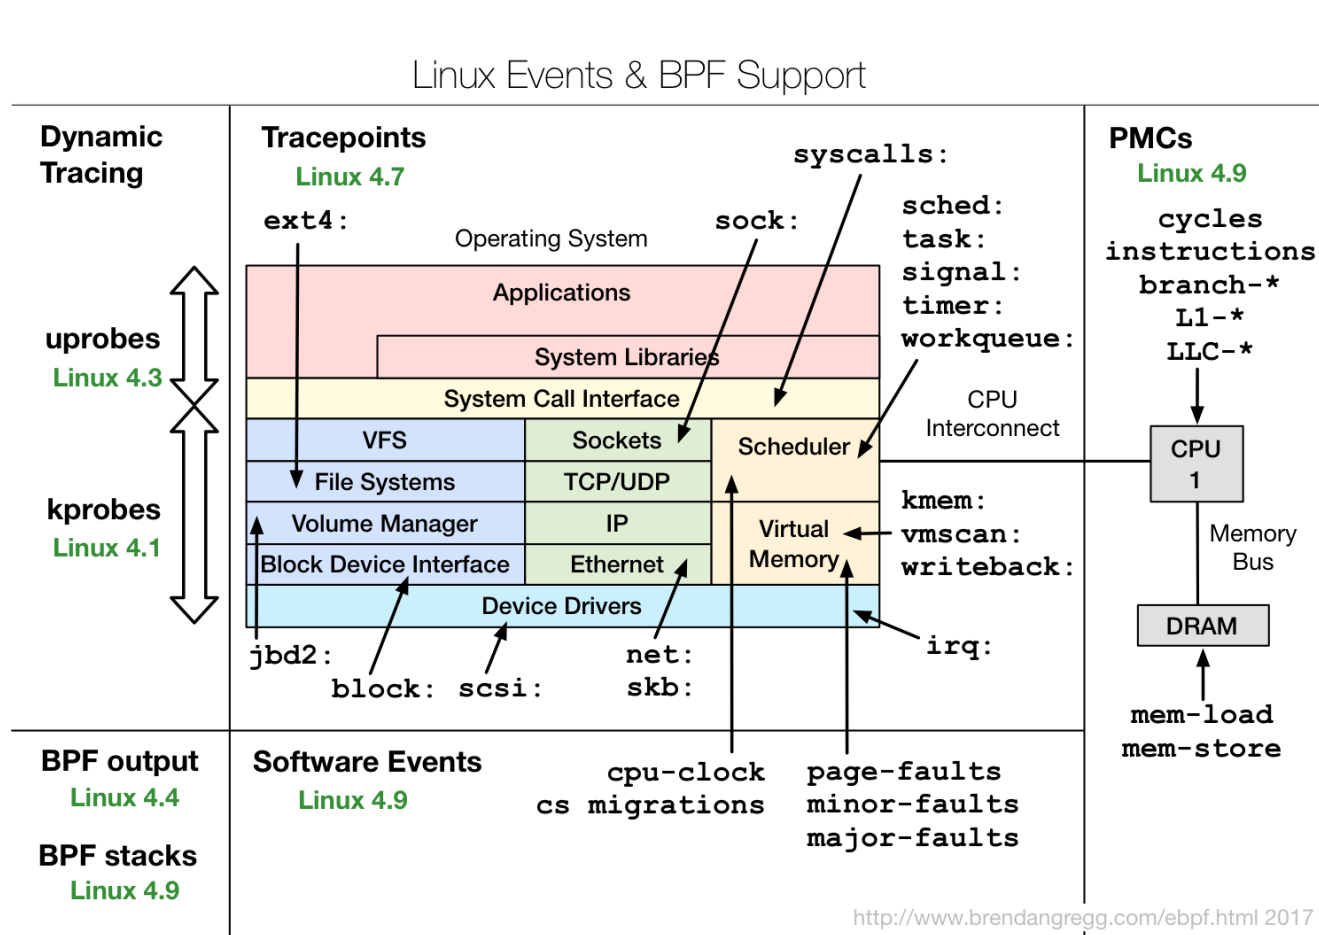 Linux Events & BPF Support
Dynamic
Tracing
Tracepoints
Linux 4.7
syscalls:
PMCs
Linux 4.9
ext4:
Operating System
sock:
sched:
task:
signal:
timer:
workqueue:
cycles
instructions
branch-*
L1-*
LLC-*
uprobes
Linux 4.3
kprobes
Linux 4.1
Applications
System Libraries
System Call Interface
VFS
Sockets
Scheduler
File Systems
TCP/UDP
Volume Manager
IP
Virtual
Memory
Block Device Interface
Ethernet
Device Drivers
CPU
Interconnect
CPU
1
kmem:
vmscan:
writeback:
Memory
Bus
DRAM
irq:
jbd2:
block:
scsi:
net:
skb:
mem-load
mem-store
BPF output
Linux 4.4
BPF stacks
Linux 4.9
Software Events
Linux 4.9
cpu-clock
cs migrations
page-faults
minor-faults
major-faults
http://www.brendangregg.com/ebpf.html 2017